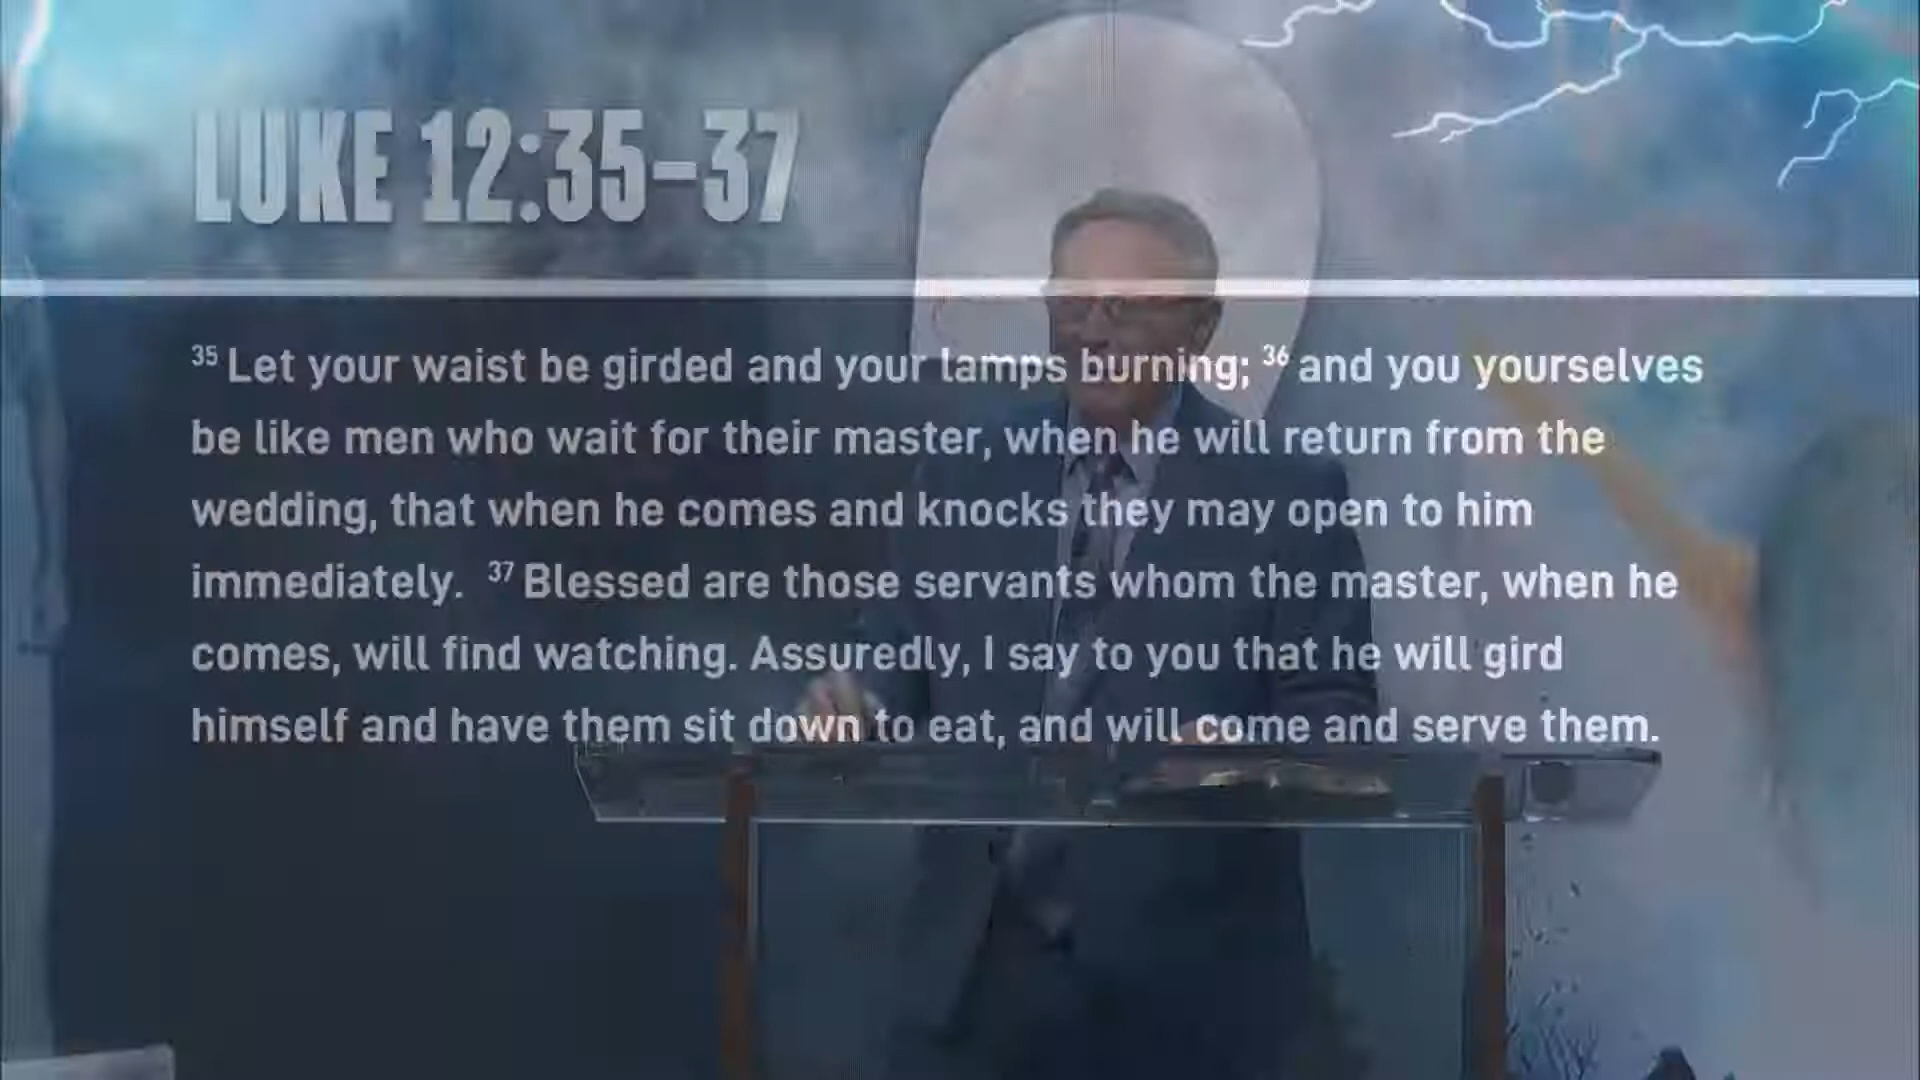 LUKE 12:35-37
35 Let your waist be girded and your lamps burning; 36 and you yourselves
be like men who wait for their master, when he will return from the
wedding, that when he comes and knocks they may open to him
immediately. 37 Blessed are those servants whom the master, when he
comes, will find watching. Assuredly, I say to you that he will gird
himself and have them sit down to eat, and will come and serve them.